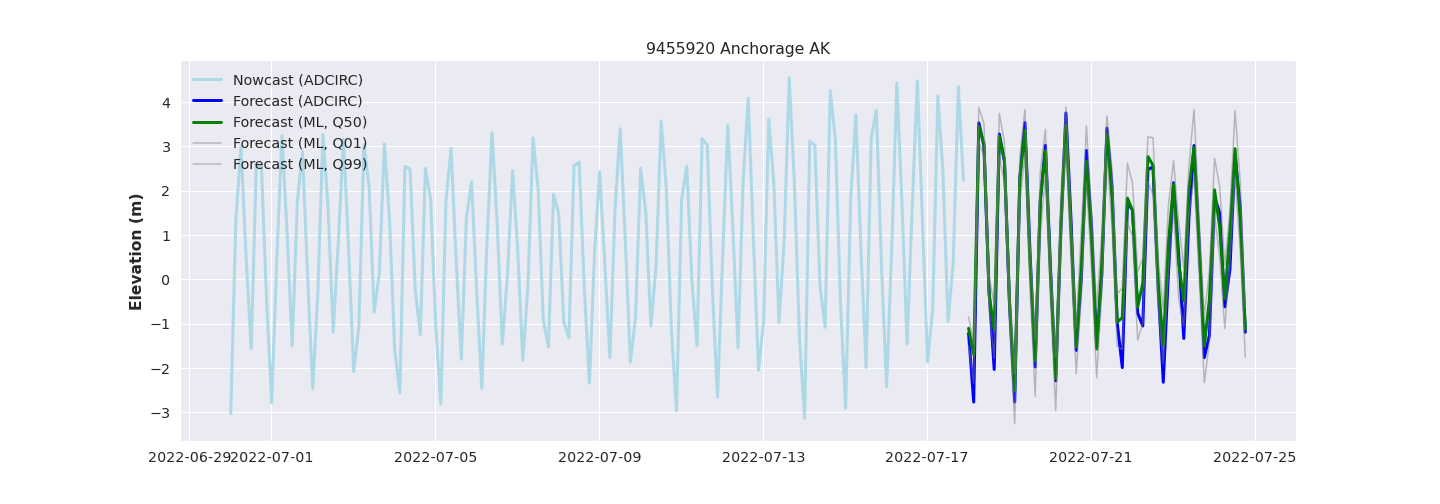 9455920 Anchorage AK
Nowcast (ADCIRC)
Forecast (ADCIRC)
Forecast (ML, Q50)
Forecast (ML, Q01)
Forecast (ML, Q99)
Elevation (m)
4
3
2
1
0
−1
−2
−3
2022-06-29 2022-07-01 2022-07-05 2022-07-09 2022-07-13 2022-07-17 2022-07-21 2022-07-25